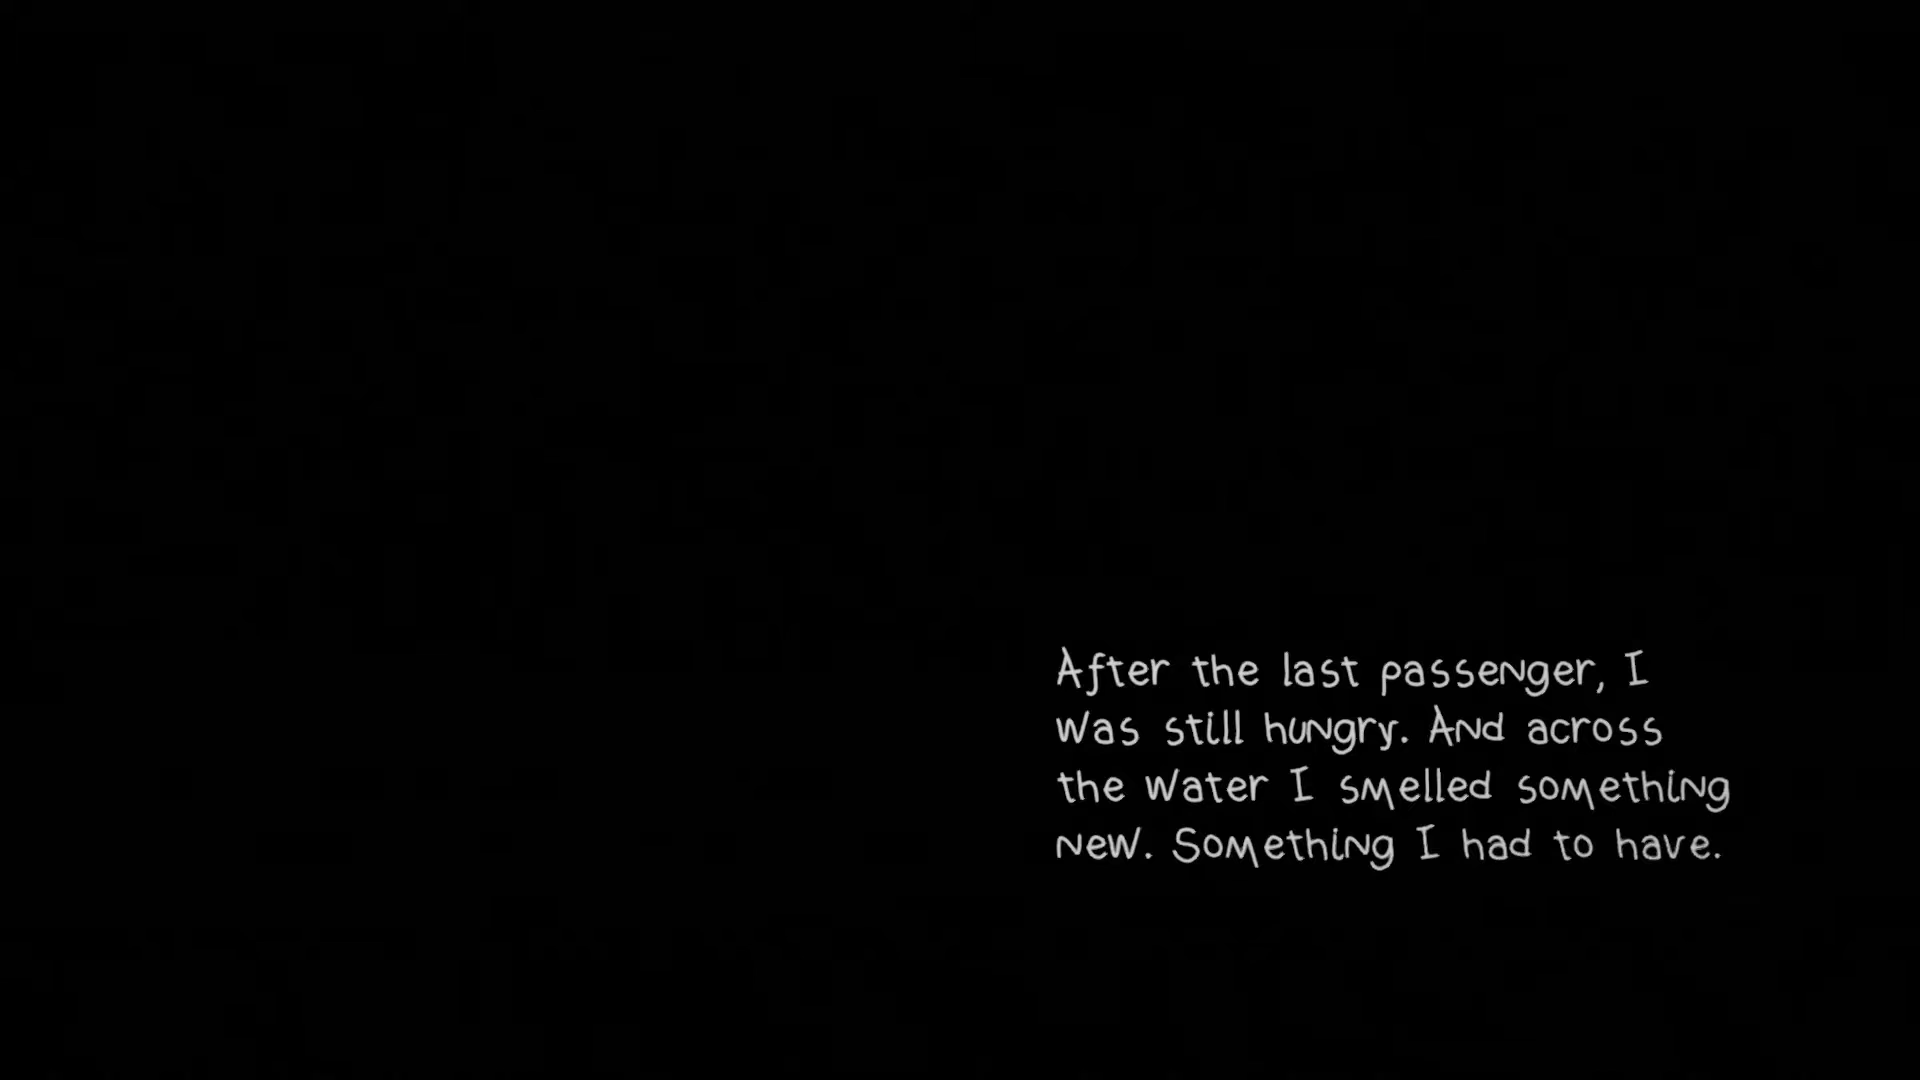 After the last passenger, I
was still hungry. And across
the water I smelled something
new. Something I had to have.